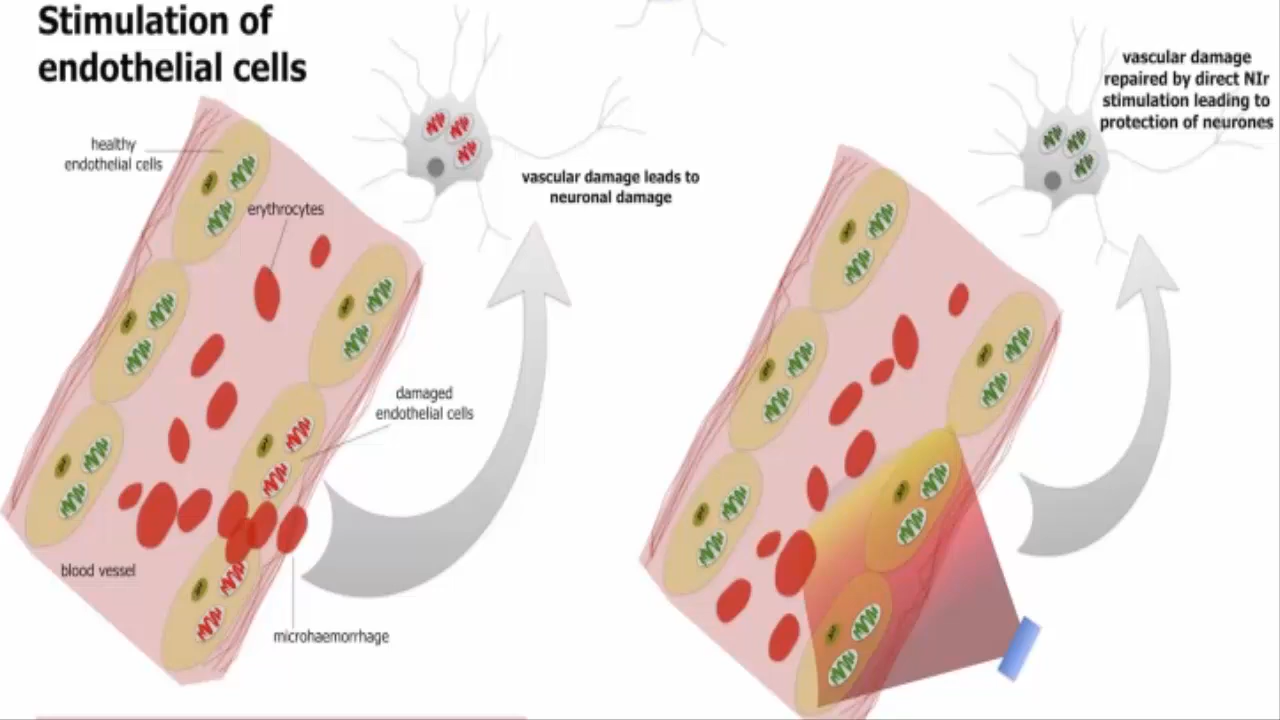 Stimulation of
endothelial cells
healthy
endothelial cells
erythrocytes
vascular damage leads to
neuronal damage
damaged
endothelial cells
blood vessel
microhaemorrhage
vascular damage
repaired by direct NIr
stimulation leading to
protection of neurones